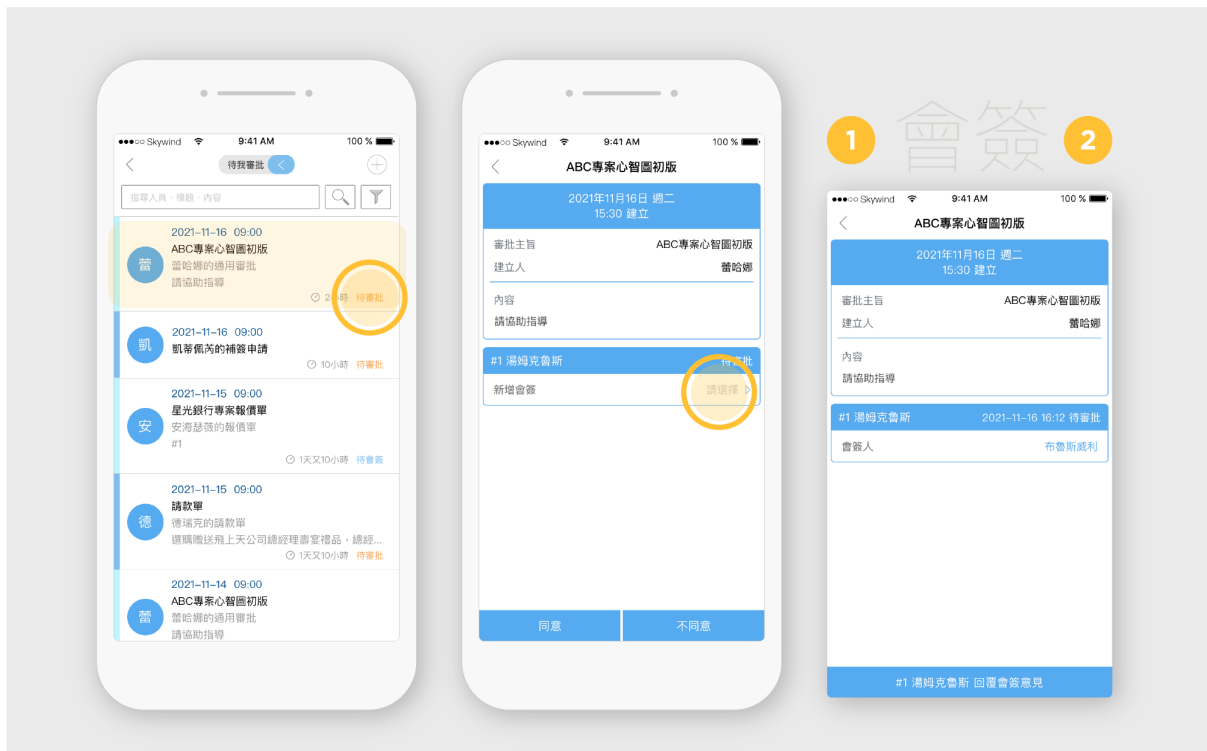 Skywind 9:41 AM 100 %
待我審批
搜尋人員、標題、內容
2021-11-16 09:00
蕾
ABC專案心智圖初版
蕾哈娜的通用審批
請協助指導
2小時 待審批
2021-11-16 09:00
凱
凱蒂佩芮的補簽申請
10小時 待審批
2021-11-15 09:00
星光銀行專案報價單
安
安海瑟薇的報價單
#1
1天又10小時 待會簽
2021-11-15 09:00
請款單
德
德瑞克的請款單
選購贈送飛上天公司總經理壽宴禮品，總經...
1天又10小時 待審批
2021-11-14 09:00
ABC專案心智圖初版
蕾
蕾哈娜的通用審批
請協助指導
Skywind 9:41 AM 100 %
ABC專案心智圖初版
2021年11月16日 週二
15:30 建立
審批主旨 ABC專案心智圖初版
建立人 蕾哈娜
內容
請協助指導
#1 湯姆克魯斯 待審批
新增會簽 請選擇
同意 不同意
1 會簽 2
Skywind 9:41 AM 100 %
ABC專案心智圖初版
2021年11月16日 週二
15:30 建立
審批主旨 ABC專案心智圖初版
建立人 蕾哈娜
內容
請協助指導
#1 湯姆克魯斯 2021-11-16 16:12 待審批
會簽人 布魯斯威利
#1 湯姆克魯斯 回覆會簽意見